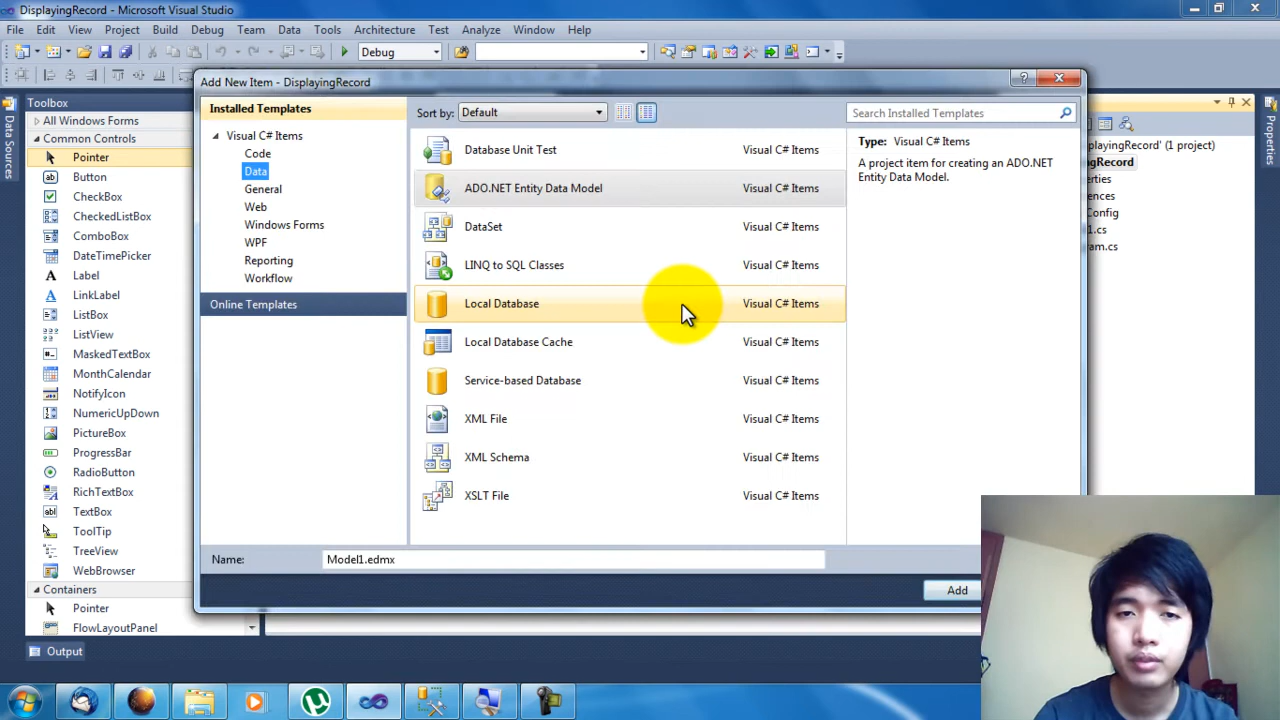 DisplayingRecord - Microsoft Visual Studio
File Edit View Project Build Debug Team Data Tools Architecture Test Analyze Window Help
Debug
Add New Item - DisplayingRecord
Toolbox
All Windows Forms
Common Controls
Pointer
Button
CheckBox
CheckedListBox
ComboBox
DateTimePicker
Label
LinkLabel
ListBox
ListView
MaskedTextBox
MonthCalendar
NotifyIcon
NumericUpDown
PictureBox
ProgressBar
RadioButton
RichTextBox
TextBox
ToolTip
TreeView
WebBrowser
Containers
Pointer
FlowLayoutPanel
Output
Data Sources
Installed Templates
Visual C# Items
Code
Data
General
Web
Windows Forms
WPF
Reporting
Workflow
Online Templates
Sort by: Default
Search Installed Templates
Database Unit Test Visual C# Items
ADO.NET Entity Data Model Visual C# Items
DataSet Visual C# Items
LINQ to SQL Classes Visual C# Items
Local Database Visual C# Items
Local Database Cache Visual C# Items
Service-based Database Visual C# Items
XML File Visual C# Items
XML Schema Visual C# Items
XSLT File Visual C# Items
Type: Visual C# Items
A project item for creating an ADO.NET
Entity Data Model.
Name: Model1.edmx
Add
playingRecord' (1 project)
ngRecord
erties
ences
Config
1.cs
ram.cs
Properties